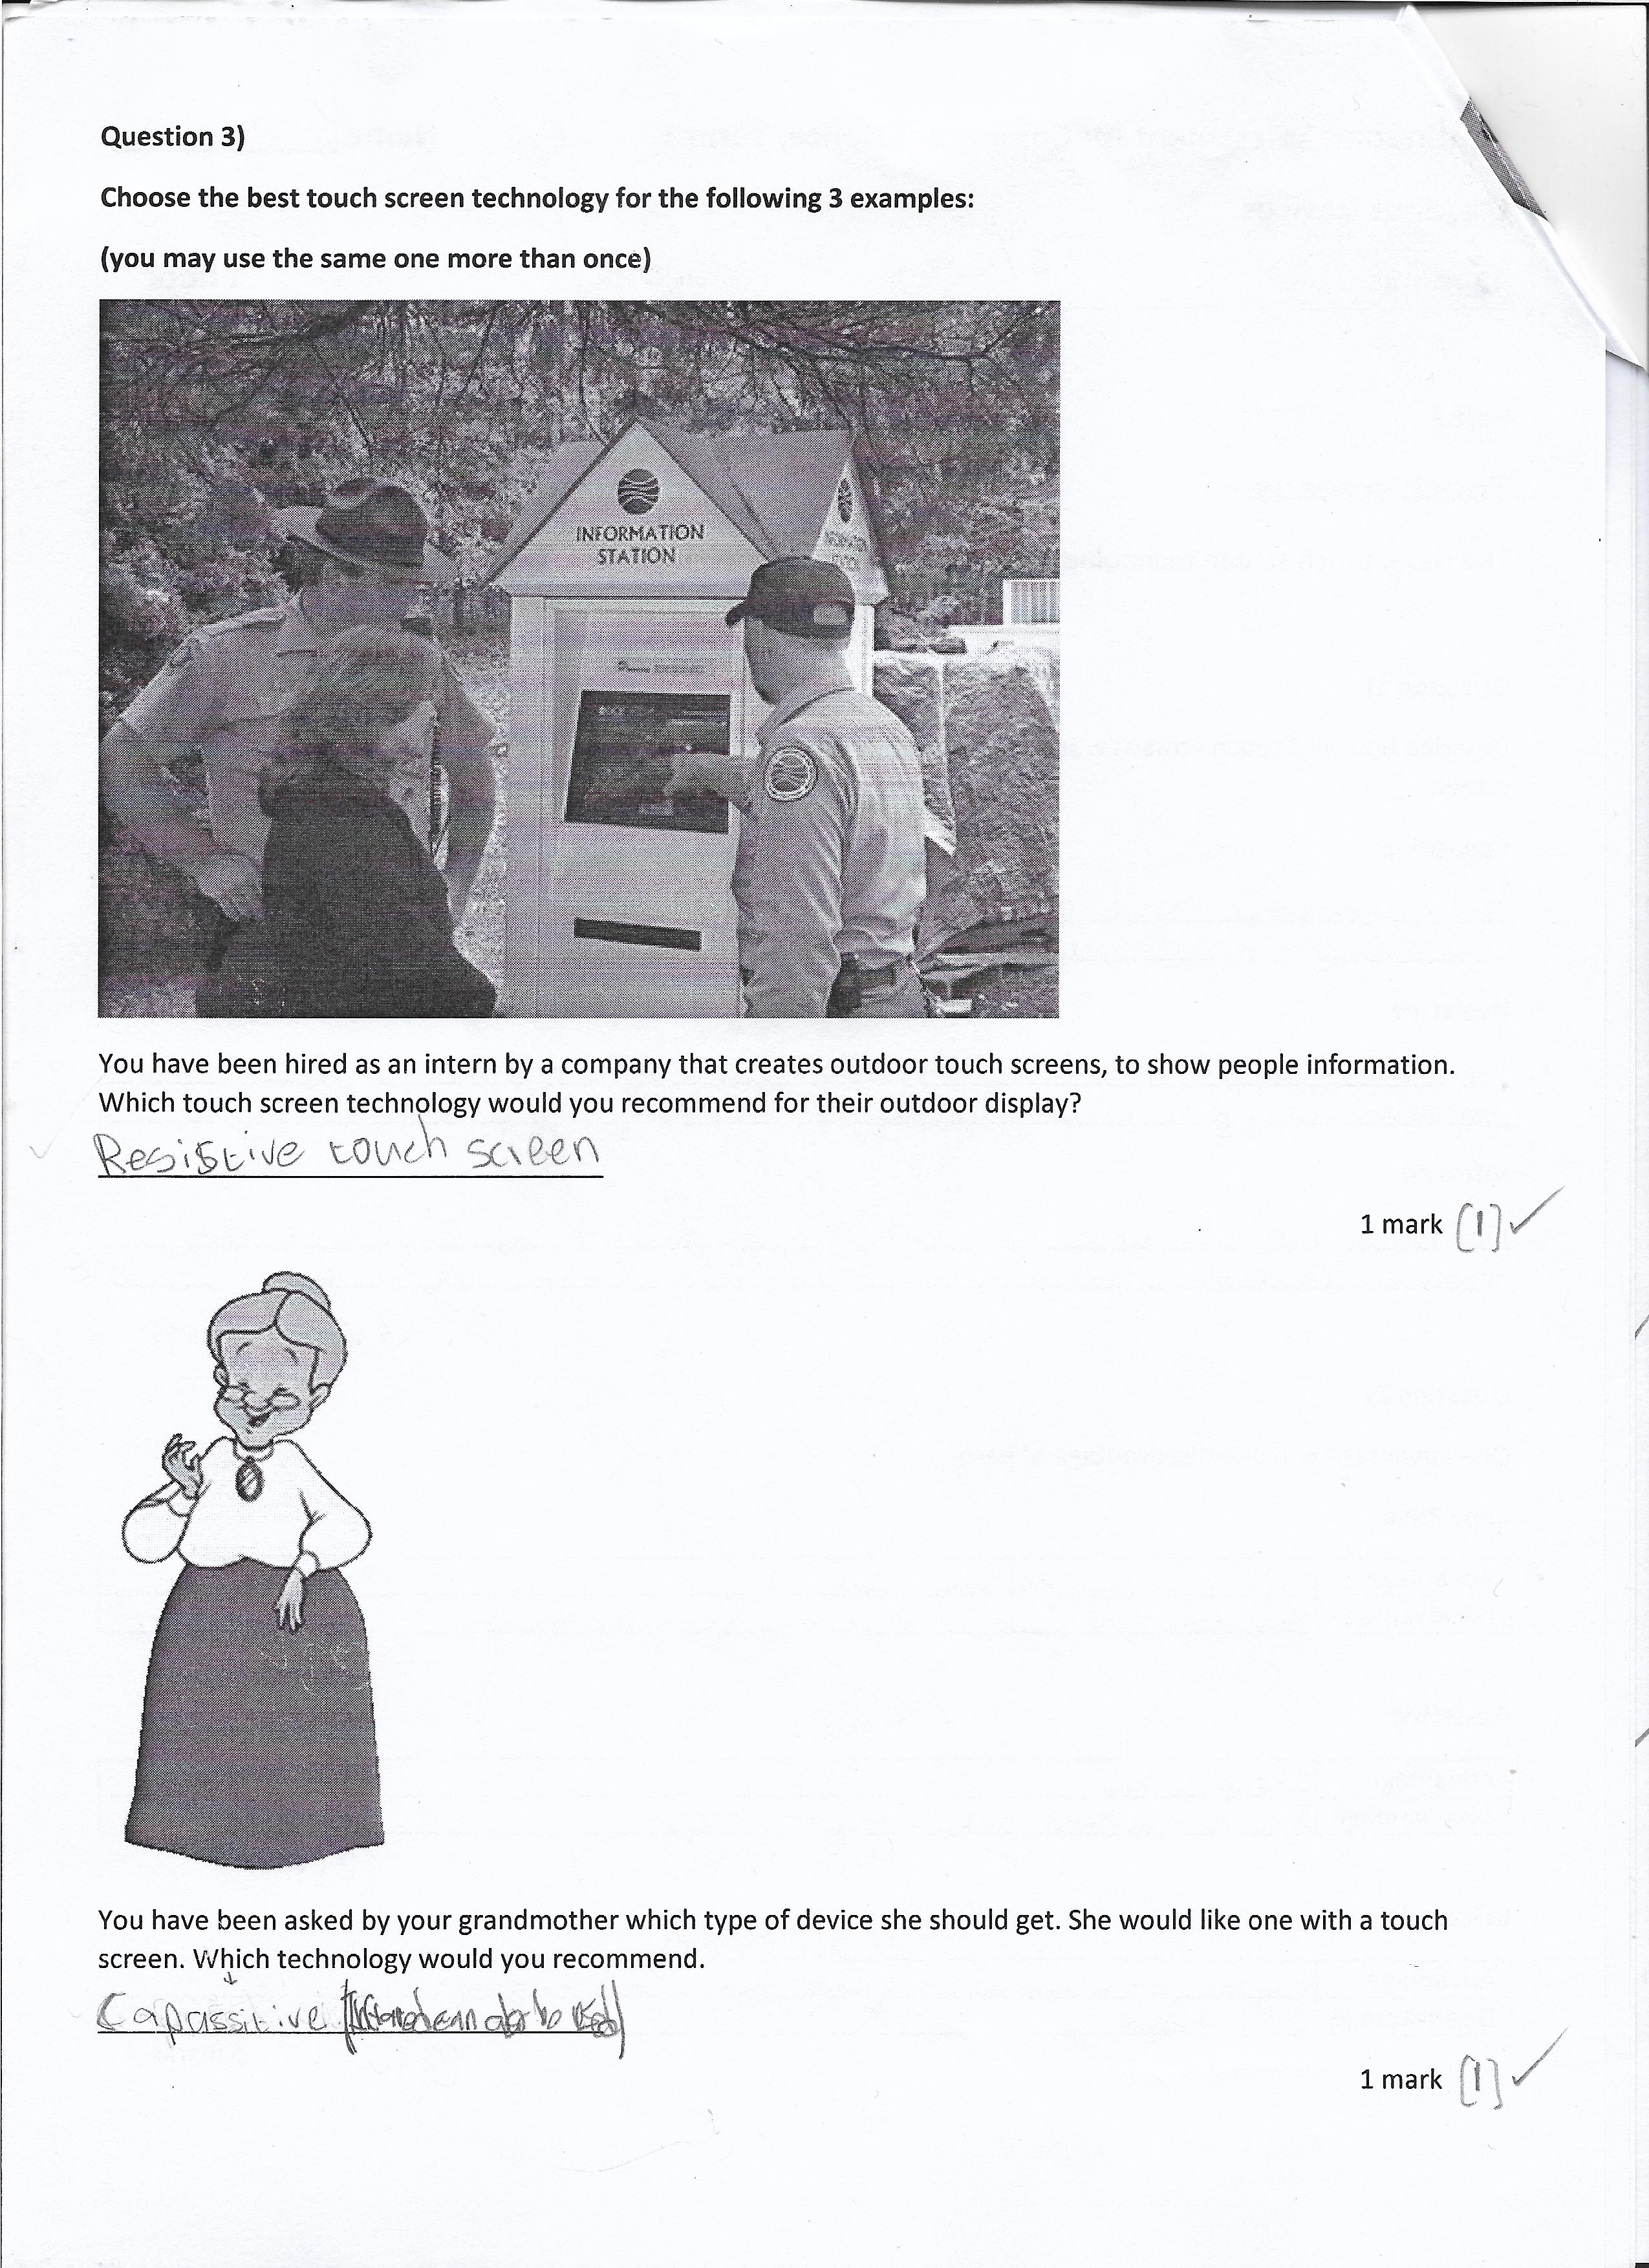 Question 3)
Choose the best touch screen technology for the following 3 examples:
(you may use the same one more than once)
INFORMATION
STATION
You have been hired as an intern by a company that creates outdoor touch screens, to show people information.
Which touch screen technology would you recommend for their outdoor display?
Resistive touch screen
1 mark [1] ✓
You have been asked by your grandmother which type of device she should get. She would like one with a touch
screen. Which technology would you recommend.
Capassitive
1 mark [1] ✓